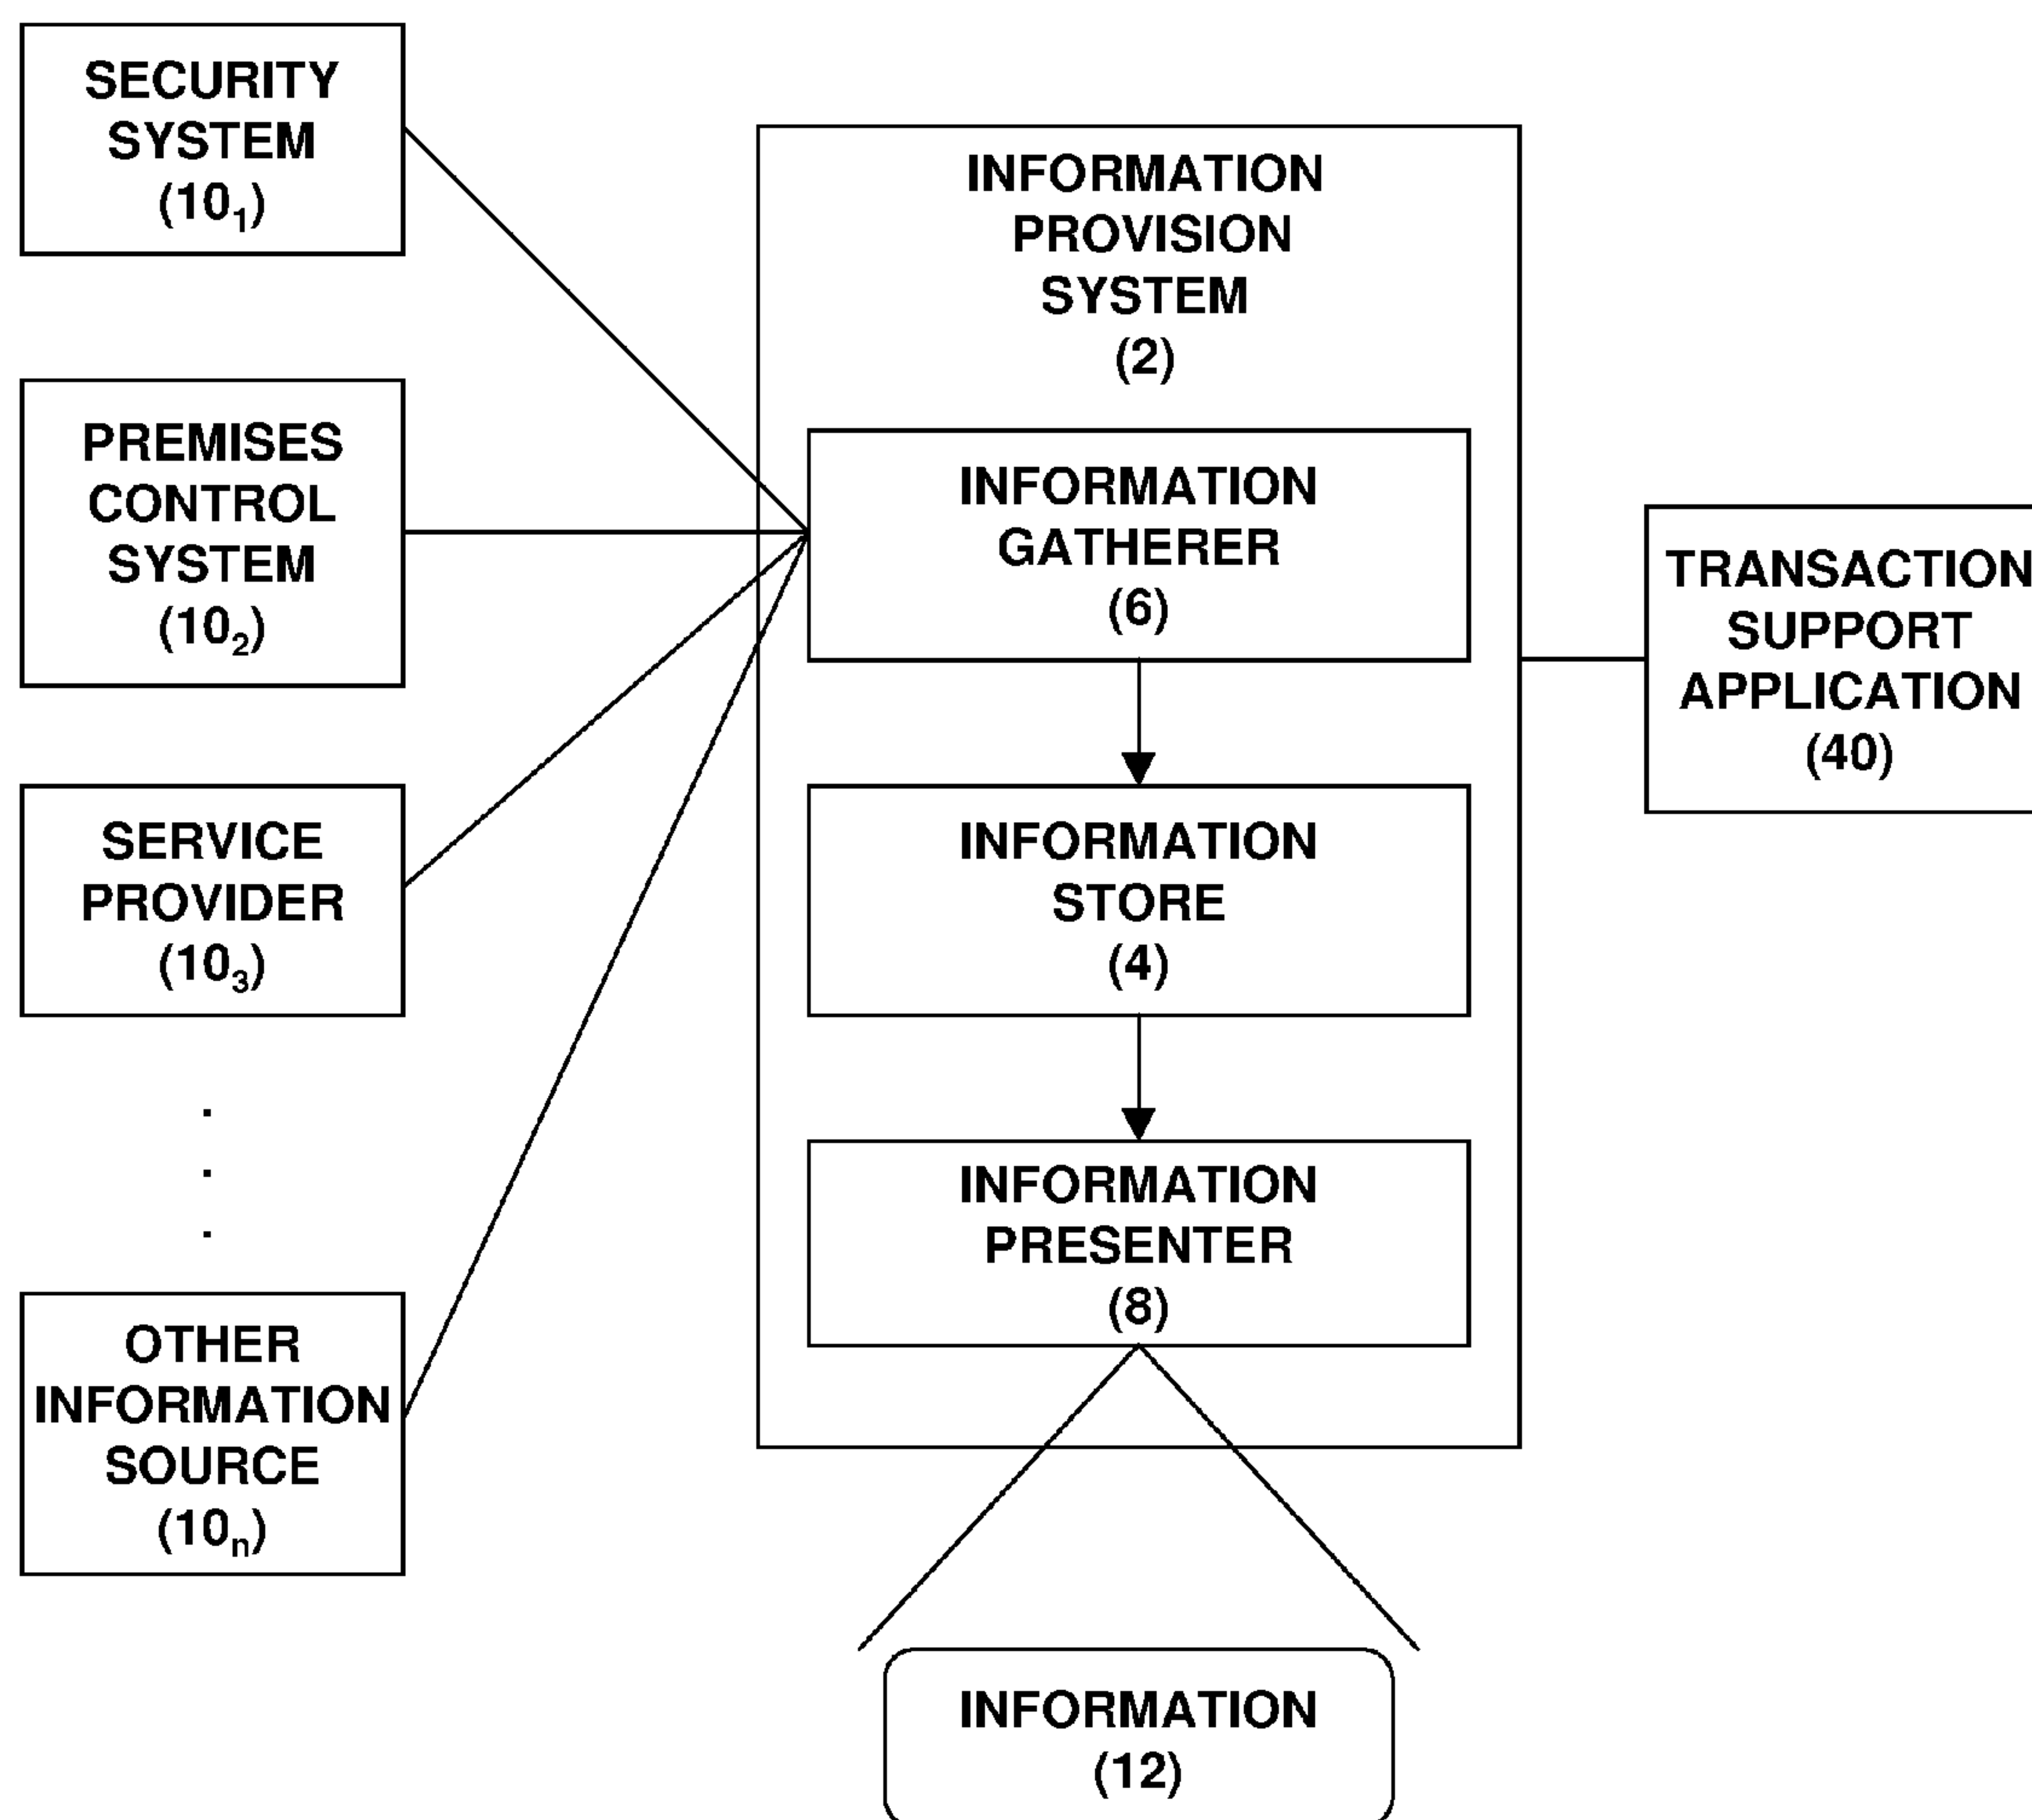 SECURITY
SYSTEM
(10₁)
PREMISES
CONTROL
SYSTEM
(10₂)
SERVICE
PROVIDER
(10₃)
.
.
.
OTHER
INFORMATION
SOURCE
(10ₙ)
INFORMATION
PROVISION
SYSTEM
(2)
INFORMATION
GATHERER
(6)
INFORMATION
STORE
(4)
INFORMATION
PRESENTER
(8)
INFORMATION
(12)
TRANSACTION
SUPPORT
APPLICATION
(40)